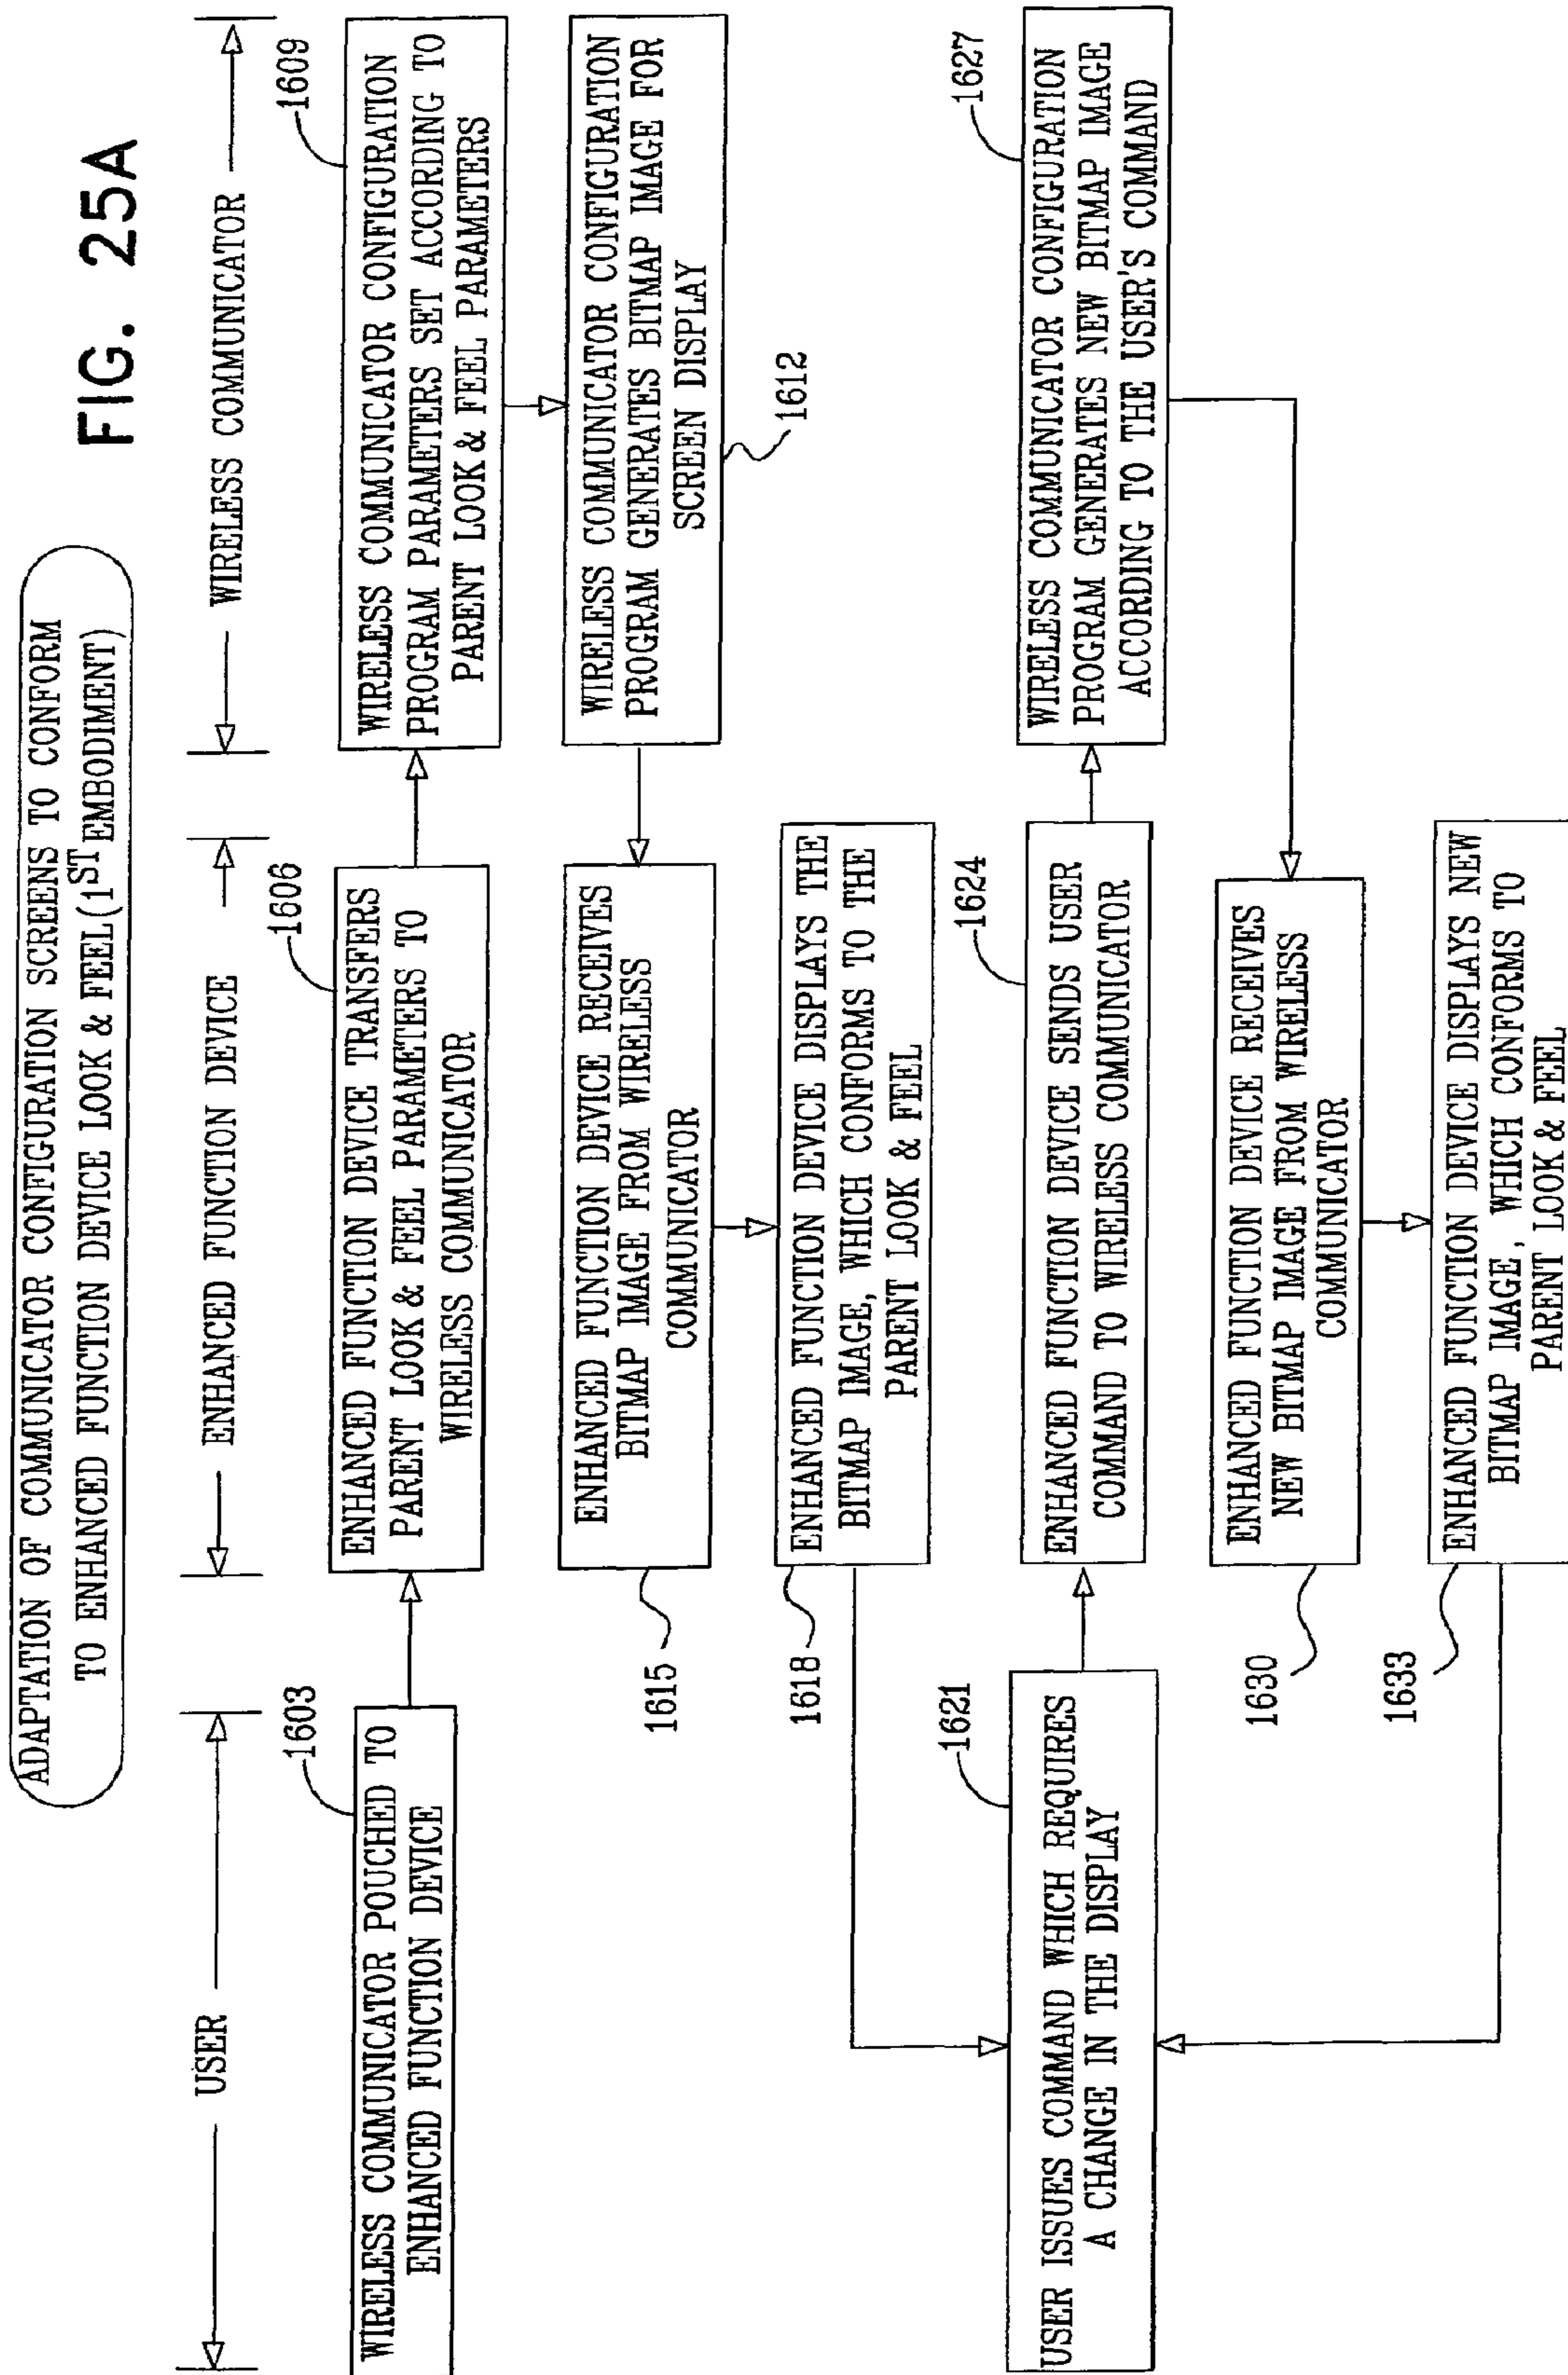 ADAPTATION OF COMMUNICATOR CONFIGURATION SCREENS TO CONFORM
TO ENHANCED FUNCTION DEVICE LOOK & FEEL(1ST EMBODIMENT)
FIG. 25A
USER
ENHANCED FUNCTION DEVICE
WIRELESS COMMUNICATOR
1603
WIRELESS COMMUNICATOR POUCHED TO
ENHANCED FUNCTION DEVICE
1606
ENHANCED FUNCTION DEVICE TRANSFERS
PARENT LOOK & FEEL PARAMETERS TO
WIRELESS COMMUNICATOR
1609
WIRELESS COMMUNICATOR CONFIGURATION
PROGRAM PARAMETERS SET ACCORDING TO
PARENT LOOK & FEEL PARAMETERS
WIRELESS COMMUNICATOR CONFIGURATION
PROGRAM GENERATES BITMAP IMAGE FOR
SCREEN DISPLAY
1612
ENHANCED FUNCTION DEVICE RECEIVES
BITMAP IMAGE FROM WIRELESS
COMMUNICATOR
1615
ENHANCED FUNCTION DEVICE DISPLAYS THE
BITMAP IMAGE, WHICH CONFORMS TO THE
PARENT LOOK & FEEL
1618
1621
USER ISSUES COMMAND WHICH REQUIRES
A CHANGE IN THE DISPLAY
1624
ENHANCED FUNCTION DEVICE SENDS USER
COMMAND TO WIRELESS COMMUNICATOR
1627
WIRELESS COMMUNICATOR CONFIGURATION
PROGRAM GENERATES NEW BITMAP IMAGE
ACCORDING TO THE USER'S COMMAND
ENHANCED FUNCTION DEVICE RECEIVES
NEW BITMAP IMAGE FROM WIRELESS
COMMUNICATOR
1630
ENHANCED FUNCTION DEVICE DISPLAYS NEW
BITMAP IMAGE, WHICH CONFORMS TO
PARENT LOOK & FEEL
1633